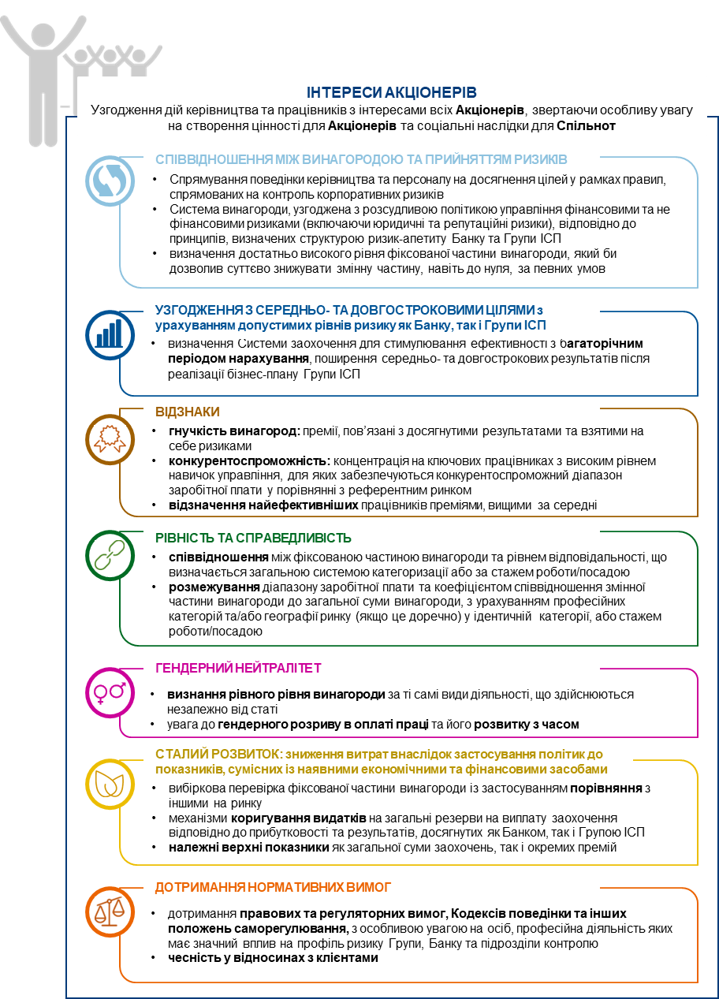 ІНТЕРЕСИ АКЦІОНЕРІВ
Узгодження дій керівництва та працівників з інтересами всіх Акціонерів, звертаючи особливу увагу
на створення цінності для Акціонерів та соціальні наслідки для Спільнот
СПІВВІДНОШЕННЯ МІЖ ВИНАГОРОДОЮ ТА ПРИЙНЯТТЯМ РИЗИКІВ
• Спрямування поведінки керівництва та персоналу на досягнення цілей у рамках правил,
спрямованих на контроль корпоративних ризиків
• Система винагороди, узгоджена з розсудливою політикою управління фінансовими та не
фінансовими ризиками (включаючи юридичні та репутаційні ризики), відповідно до
принципів, визначених структурою ризик-апетиту Банку та Групи ІСП
• визначення достатньо високого рівня фіксованої частини винагороди, який би
дозволив суттєво знижувати змінну частину, навіть до нуля, за певних умов
УЗГОДЖЕННЯ З СЕРЕДНЬО- ТА ДОВГОСТРОКОВИМИ ЦІЛЯМИ з
урахуванням допустимих рівнів ризику як Банку, так і Групи ІСП
• визначення Системи заохочення для стимулювання ефективності з багаторічним
періодом нарахування, поширення середньо- та довгострокових результатів після
реалізації бізнес-плану Групи ІСП
ВІДЗНАКИ
• гнучкість винагород: премії, пов’язані з досягнутими результатами та взятими на
себе ризиками
• конкурентоспроможність: концентрація на ключових працівниках з високим рівнем
навичок управління, для яких забезпечуються конкурентоспроможний діапазон
заробітної плати у порівнянні з референтним ринком
• відзначення найефективніших працівників преміями, вищими за середні
РІВНІСТЬ ТА СПРАВЕДЛИВІСТЬ
• співвідношення між фіксованою частиною винагороди та рівнем відповідальності, що
визначається загальною системою категоризації або за стажем роботи/посадою
• розмежування діапазону заробітної плати та коефіцієнтом співвідношення змінної
частини винагороди до загальної суми винагороди, з урахуванням професійних
категорій та/або географії ринку (якщо це доречно) у ідентичній категорії, або стажем
роботи/посадою
ГЕНДЕРНИЙ НЕЙТРАЛІТЕТ
• визнання рівного рівня винагороди за ті самі види діяльності, що здійснюються
незалежно від статі
• увага до гендерного розриву в оплаті праці та його розвитку з часом
СТАЛИЙ РОЗВИТОК: зниження витрат внаслідок застосування політик до
показників, сумісних із наявними економічними та фінансовими засобами
• вибіркова перевірка фіксованої частини винагороди із застосуванням порівняння з
іншими на ринку
• механізми коригування видатків на загальні резерви на виплату заохочення
відповідно до прибутковості та результатів, досягнутих як Банком, так і Групою ІСП
• належні верхні показники як загальної суми заохочень, так і окремих премій
ДОТРИМАННЯ НОРМАТИВНИХ ВИМОГ
• дотримання правових та регуляторних вимог, Кодексів поведінки та інших
положень саморегулювання, з особливою увагою на осіб, професійна діяльність яких
має значний вплив на профіль ризику Групи, Банку та підрозділи контролю
• чесність у відносинах з клієнтами